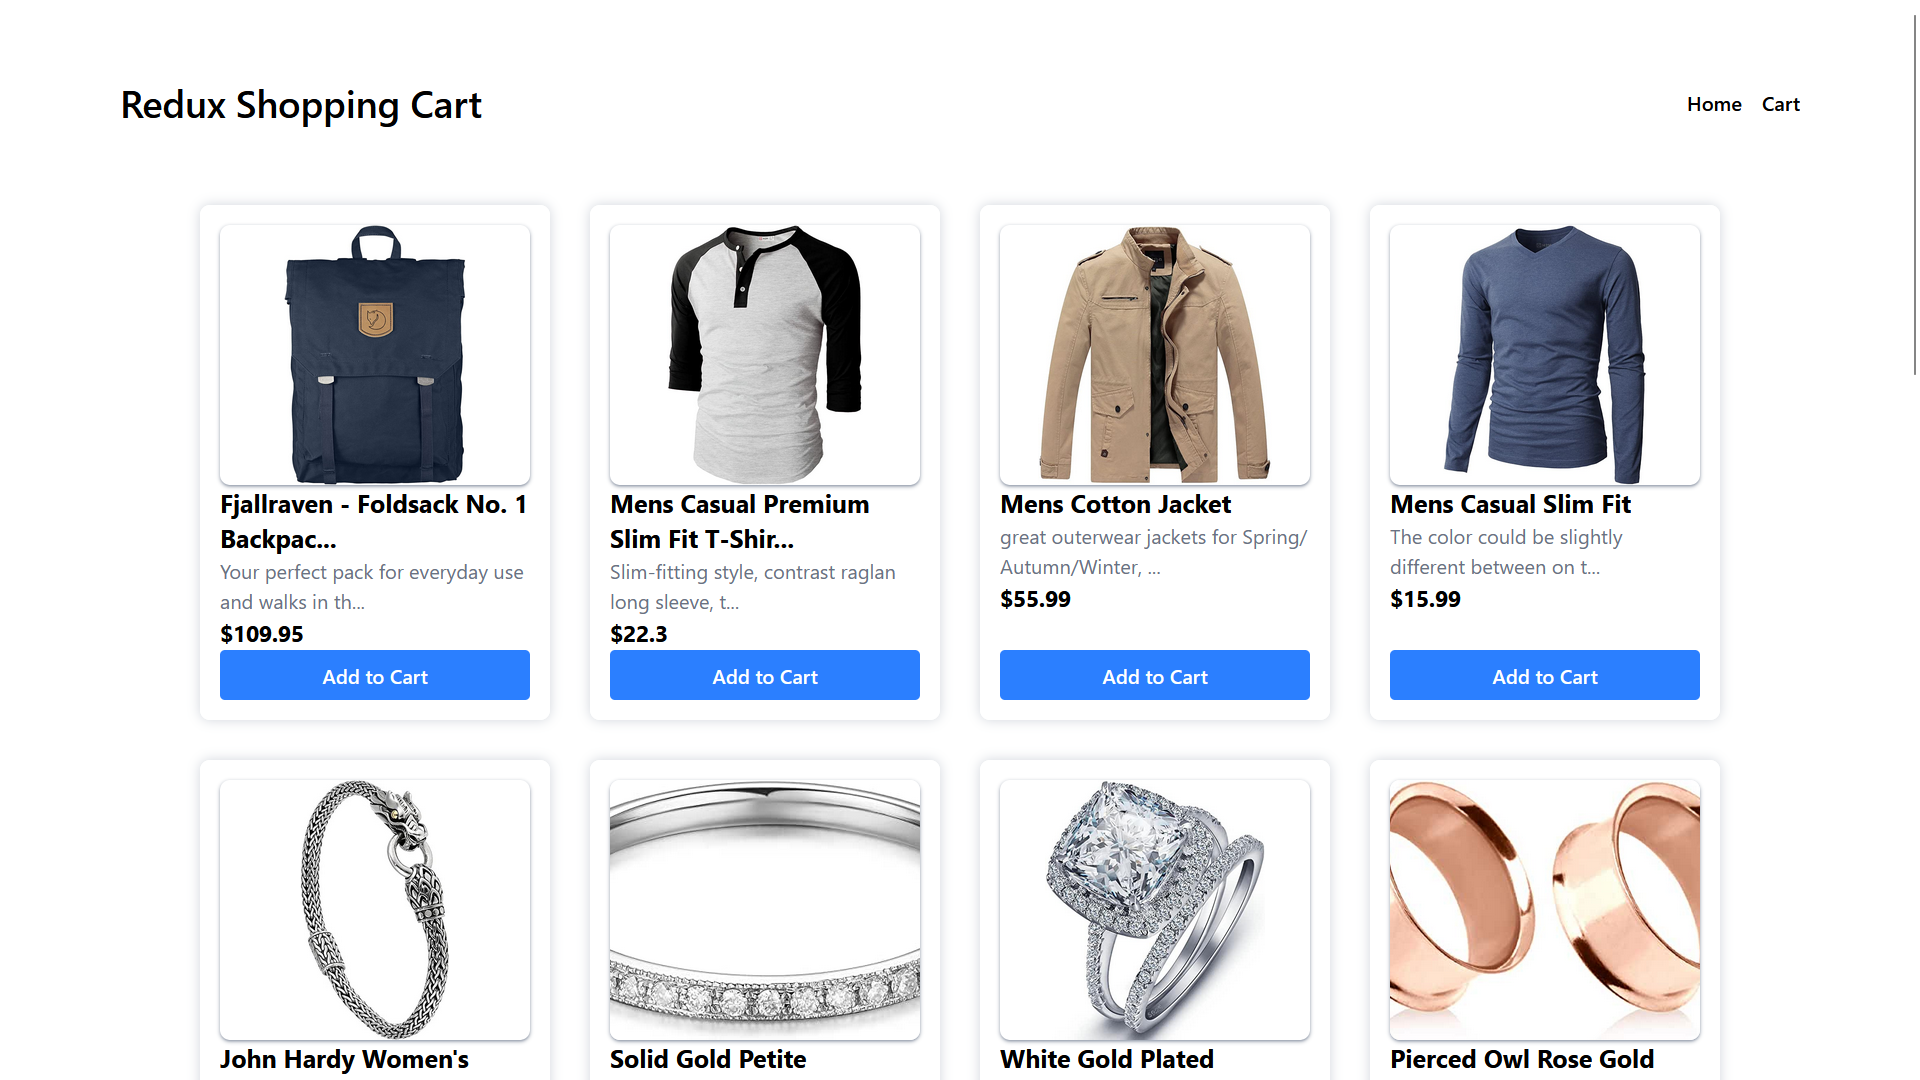 Redux Shopping Cart
Home Cart
Fjallraven - Foldsack No. 1
Backpac...
Your perfect pack for everyday use
and walks in th...
$109.95
Add to Cart
Mens Casual Premium
Slim Fit T-Shir...
Slim-fitting style, contrast raglan
long sleeve, t...
$22.3
Add to Cart
Mens Cotton Jacket
great outerwear jackets for Spring/
Autumn/Winter, ...
$55.99
Add to Cart
Mens Casual Slim Fit
The color could be slightly
different between on t...
$15.99
Add to Cart
John Hardy Women's
Solid Gold Petite
White Gold Plated
Pierced Owl Rose Gold